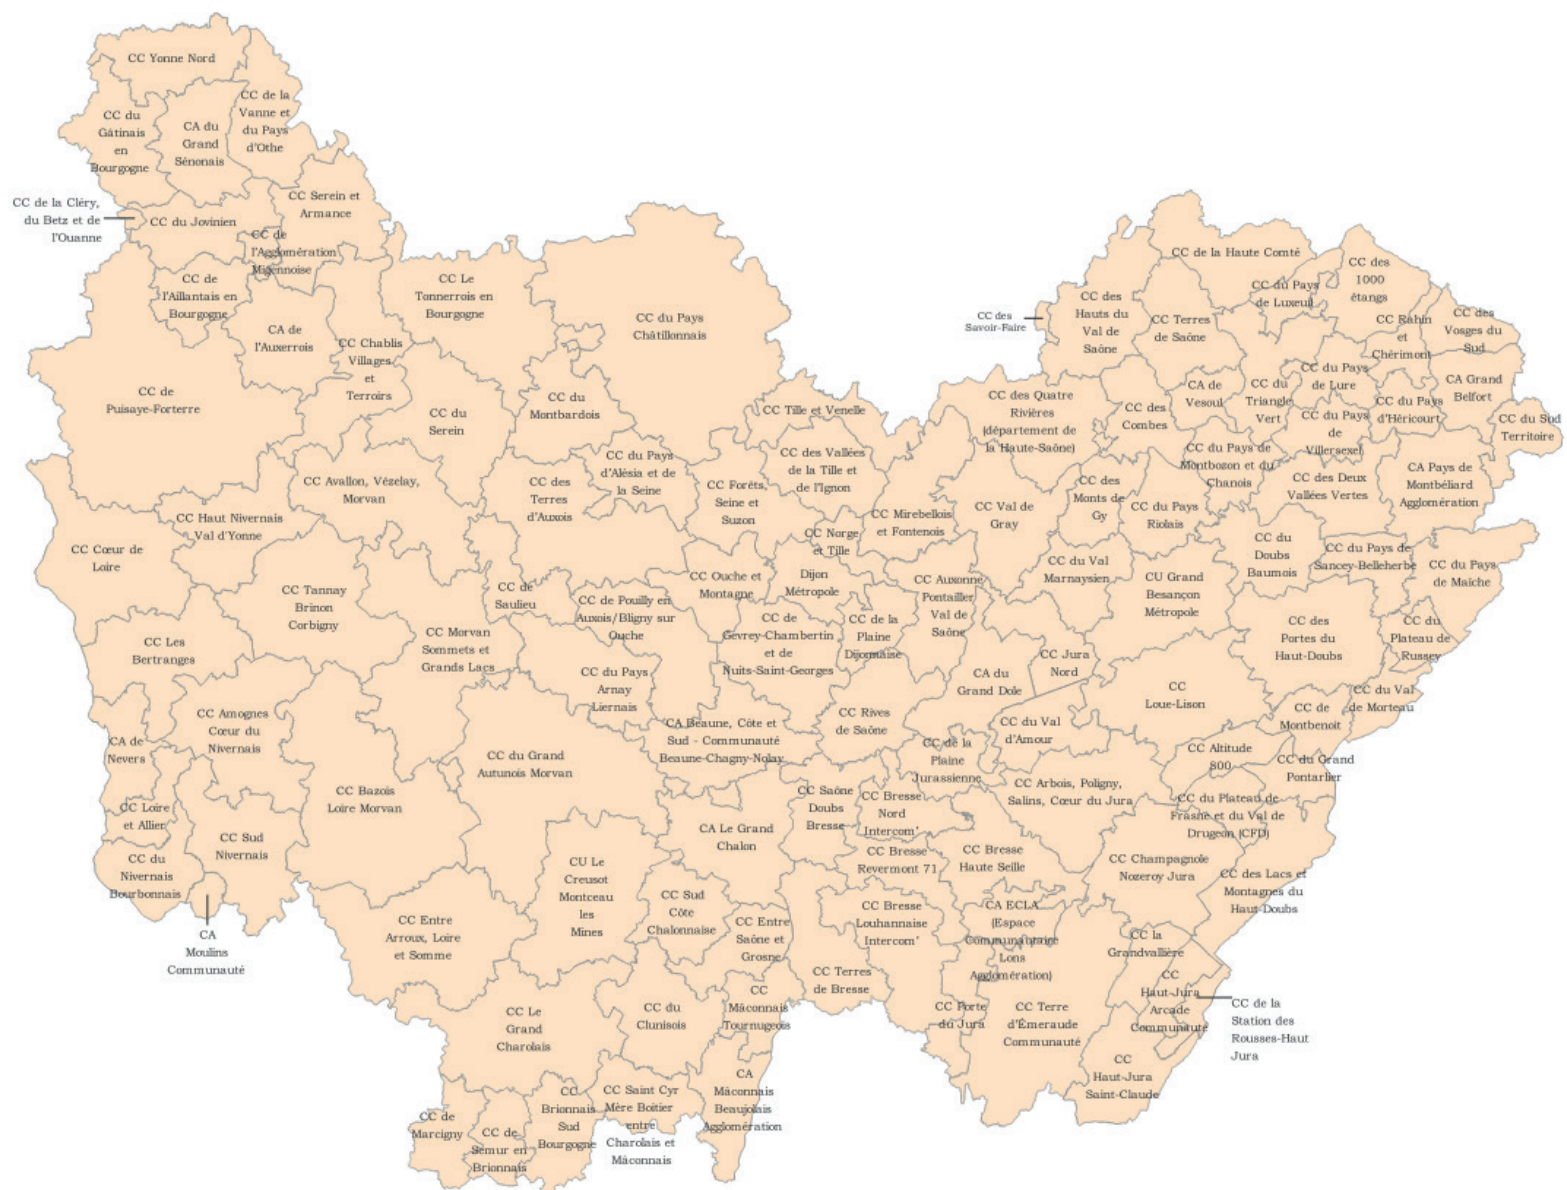 CC Yonne Nord
CC de la
Vanne et
du Pays
d'Othe
CC du
Gâtinais
en
Bourgogne
CA du
Grand
Sénonais
CC de la Cléry,
du Betz et de
l'Ouanne
CC du Jovinien
CC Serein et
Armance
CC de
l'Agglomération
Migennoise
CC de
l'Aillantais en
Bourgogne
CA de
l'Auxerrois
CC Chablis
Villages
et
Terroirs
CC Le
Tonnerrois en
Bourgogne
CC du Pays
Châtillonnais
CC de
Puisaye-Forterre
CC du
Serein
CC du
Montbardois
CC Avallon, Vézelay,
Morvan
CC Haut Nivernais
Val d'Yonne
CC Cœur de
Loire
CC Tannay
Brinon
Corbigny
CC des
Terres
d'Auxois
CC du Pays
d'Alésia et de
la Seine
CC Forêts,
Seine et
Suzon
CC Tille et Venelle
CC des Vallées
de la Tille et
de l'Ignon
CC Norge
et Tille
CC Mirebellois
et Fontenois
CC Ouche et
Montagne
Dijon
Métropole
CC Auxonne
Pontailler
Val de
Saône
CC de
Saulieu
CC de Pouilly en
Auxois/Bligny sur
Ouche
CC de
Gevrey-Chambertin
et de
Nuits-Saint-Georges
CC de la
Plaine
Dijonnaise
CC Les
Bertranges
CC Morvan
Sommets et
Grands Lacs
CC du Pays
Arnay
Liernais
CA Beaune, Côte et
Sud - Communauté
Beaune-Chagny-Nolay
CC Rives
de Saône
CC Amognes
Cœur du
Nivernais
CA de
Nevers
CC Loire
et Allier
CC du
Nivernais
Bourbonnais
CC Sud
Nivernais
CA
Moulins
Communauté
CC Bazois
Loire Morvan
CC du Grand
Autunois Morvan
CC des
Savoir-Faire
CC des
Hauts du
Val de
Saône
CC de la Haute Comté
CC du Pays
de Luxeuil
CC des
1000
étangs
CC Terres
de Saône
CC Rahin
et
Chérimont
CC des
Vosges du
Sud
CC des Quatre
Rivières
(département de
la Haute-Saône)
CC des
Combes
CA de
Vesoul
CC du
Triangle
Vert
CC du Pays
de Lure
CC du Pays
d'Héricourt
CA Grand
Belfort
CC du Sud
Territoire
CC du Pays
de
Villersexel
CC du Pays de
Montbozon et du
Chanois
CC des Deux
Vallées Vertes
CA Pays de
Montbéliard
Agglomération
CC Val de
Gray
CC des
Monts de
Gy
CC du Pays
Riolais
CC du
Doubs
Baumois
CC du Pays de
Sancey-Belleherbe
CC du Pays
de Maîche
CC du Val
Marnaysien
CU Grand
Besançon
Métropole
CC des
Portes du
Haut-Doubs
CC du
Plateau de
Russey
CC Jura
Nord
CA du
Grand Dole
CC
Loue-Lison
CC de
Montbenoit
CC du Val
de Morteau
CC du Val
d'Amour
CC de la
Plaine
Jurassienne
CC Altitude
800
CC du Grand
Pontarlier
CC Arbois, Poligny,
Salins, Cœur du Jura
CC du Plateau de
Frasne et du Val de
Drugeon (CFD)
CC Saône
Doubs
Bresse
CC Bresse
Nord
Intercom'
CA Le Grand
Chalon
CC Bresse
Revermont 71
CC Bresse
Haute Seille
CC Champagnole
Nozeroy Jura
CC des Lacs et
Montagnes du
Haut-Doubs
CU Le
Creusot
Montceau
les
Mines
CC Sud
Côte
Chalonnaise
CC Entre
Arroux, Loire
et Somme
CC Entre
Saône et
Grosne
CC Bresse
Louhannaise
Intercom'
CA ECLA
(Espace
Communautaire
Lons
Agglomération)
CC la
Grandvallière
CC Terres
de Bresse
CC
Haut-Jura
Arcade
Communauté
CC de la
Station des
Rousses-Haut
Jura
CC Le
Grand
Charolais
CC du
Clunisois
CC
Mâconnais
Tournugeois
CC Porte
du Jura
CC Terre
d'Émeraude
Communauté
CC
Haut-Jura
Saint-Claude
CC de
Marcigny
CC de
Semur en
Brionnais
CC
Brionnais
Sud
Bourgogne
CC Saint Cyr
Mère Boitier
entre
Charolais et
Mâconnais
CA
Mâconnais
Beaujolais
Agglomération